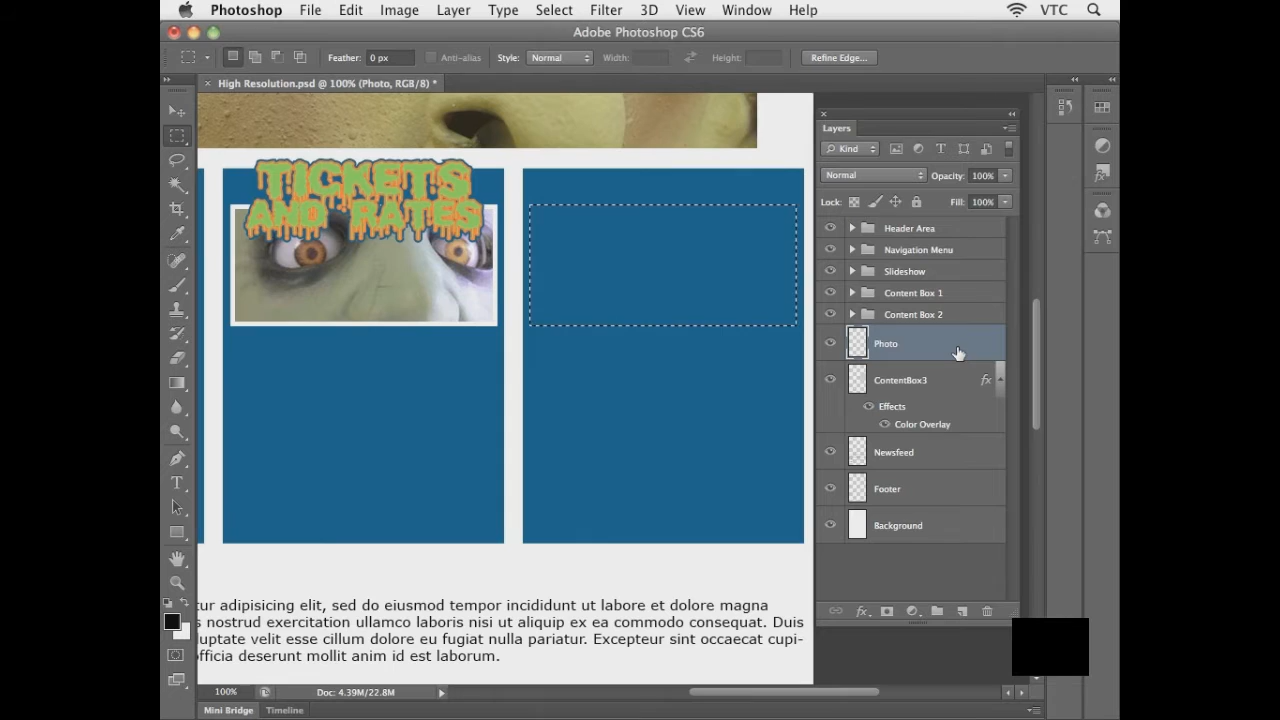 Photoshop File Edit Image Layer Type Select Filter 3D View Window Help VTC
Adobe Photoshop CS6
Feather: 0 px Anti-alias Style: Normal Width: Height: Refine Edge...
High Resolution.psd @ 100% (Photo, RGB/8) *
Layers
Kind
Normal Opacity: 100%
Lock: Fill: 100%
TICKETS
AND RATES
Header Area
Navigation Menu
Slideshow
Content Box 1
Content Box 2
Photo
ContentBox3 fx
Effects
Color Overlay
Newsfeed
Footer
Background
tur adipisicing elit, sed do eiusmod tempor incididunt ut labore et dolore magna
s nostrud exercitation ullamco laboris nisi ut aliquip ex ea commodo consequat. Duis
luptate velit esse cillum dolore eu fugiat nulla pariatur. Excepteur sint occaecat cupi-
officia deserunt mollit anim id est laborum.
100% Doc: 4.39M/22.8M
Mini Bridge Timeline